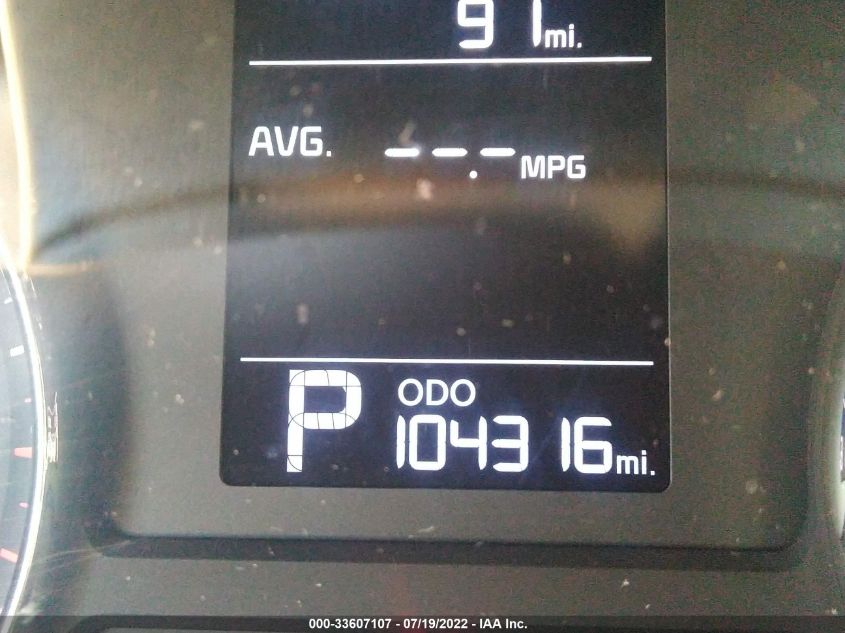 91 mi.
AVG. --.- MPG
P ODO
104316 mi.
000-33607107 - 07/19/2022 - IAA Inc.